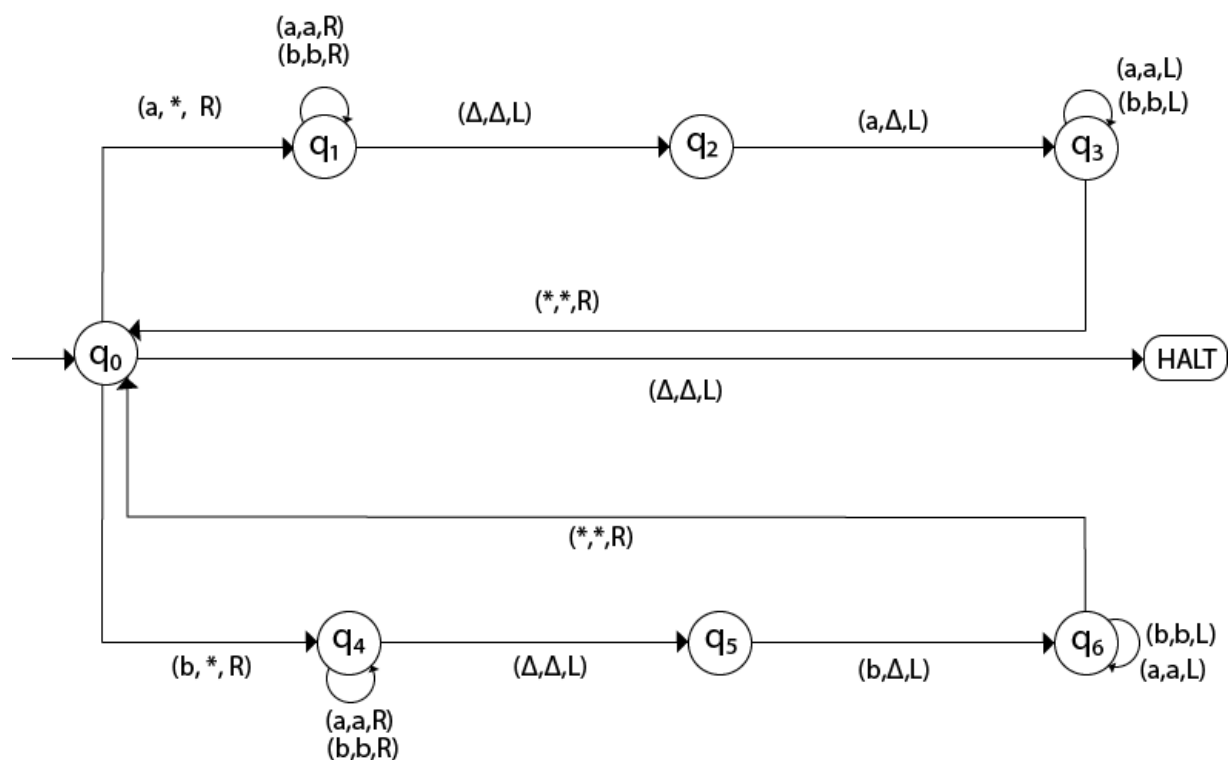 (a,a,R)
(b,b,R)
(a, *, R)
(Δ,Δ,L)
(a,Δ,L)
(a,a,L)
(b,b,L)
q₁
q₂
q₃
(*,*,R)
q₀
HALT
(Δ,Δ,L)
(*,*,R)
q₄
q₅
q₆
(b,b,L)
(a,a,L)
(b, *, R)
(Δ,Δ,L)
(b,Δ,L)
(a,a,R)
(b,b,R)